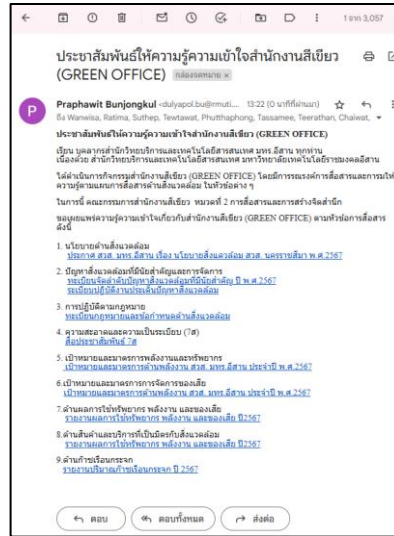 1 จาก 3,057
ประชาสัมพันธ์ให้ความรู้ความเข้าใจสำนักงานสีเขียว
(GREEN OFFICE) กล่องจดหมาย ×
P
Praphawit Bunjongkul <dulyapol.bu@rmuti.... 13:22 (0 นาทีที่ผ่านมา)
ถึง Wanwisa, Ratima, Suthep, Tewtawat, Phutthaphong, Tassamee, Teerathan, Chaiwat,
ประชาสัมพันธ์ให้ความรู้ความเข้าใจสำนักงานสีเขียว (GREEN OFFICE)
เรียน บุคลากรสำนักวิทยบริการและเทคโนโลยีสารสนเทศ มทร.อีสาน ทุกท่าน
เนื่องด้วย สำนักวิทยบริการและเทคโนโลยีสารสนเทศ มหาวิทยาลัยเทคโนโลยีราชมงคลอีสาน
ได้ดำเนินการกิจกรรมสำนักงานสีเขียว (GREEN OFFICE) โดยมีการรณรงค์การสื่อสารและการมให้
ความรู้ตามแผนการสื่อสารด้านสิ่งแวดล้อม ในหัวข้อต่าง ๆ
ในการนี้ คณะกรรมการสำนักงานสีเขียว หมวดที่ 2 การสื่อสารและการสร้างจิตสำนึก
ขอเผยแพร่ความรู้ความเข้าใจเกี่ยวกับสำนักงานสีเขียว (GREEN OFFICE) ตามหัวข้อการสื่อสาร
ดังนี้
1. นโยบายด้านสิ่งแวดล้อม
ประกาศ สวส. มทร.อีสาน เรื่อง นโยบายสิ่งแวดล้อม สวส. นครราชสีมา พ.ศ.2567
2. ปัญหาสิ่งแวดล้อมที่มีนัยสำคัญและการจัดการ
ทะเบียนจัดลำดับปัญหาสิ่งแวดล้อมที่มีนัยสำคัญ ปี พ.ศ.2567
ระเบียบปฏิบัติงานประเด็นปัญหาสิ่งแวดล้อม
3. การปฏิบัติตามกฎหมาย
ทะเบียนกฎหมายและข้อกำหนดด้านสิ่งแวดล้อม
4. ความสะอาดและความเป็นระเบียบ (7ส)
สื่อประชาสัมพันธ์ 7ส
5. เป้าหมายและมาตรการพลังงานและทรัพยากร
เป้าหมายและมาตรการด้านพลังงาน สวส. มทร.อีสาน ประจำปี พ.ศ.2567
6.เป้าหมายและมาตรการการจัดการของเสีย
เป้าหมายและมาตรการด้านพลังงาน สวส. มทร.อีสาน ประจำปี พ.ศ.2567
7.ด้านผลการใช้ทรัพยากร พลังงาน และของเสีย
รายงานผลการใช้ทรัพยากร พลังงาน และของเสีย ปี2567
8.ด้านสินค้าและบริการที่เป็นมิตรกับสิ่งแวดล้อม
รายงานผลการใช้ทรัพยากร พลังงาน และของเสีย ปี2567
9.ด้านก๊าซเรือนกระจก
รายงานปริมาณก๊าซเรือนกระจก ปี 2567
ตอบ
ตอบทั้งหมด
ส่งต่อ